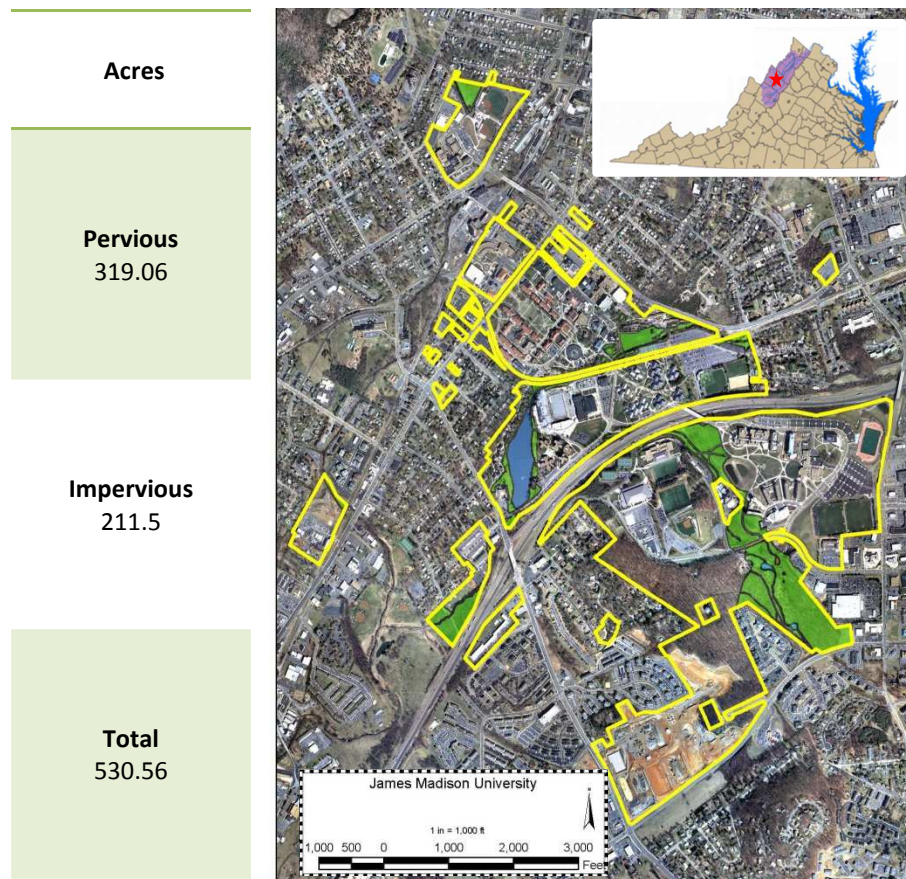 Acres
Pervious
319.06
Impervious
211.5
Total
530.56
James Madison University
1 in = 1,000 ft
1,000 500 0 1,000 2,000 3,000
Feet